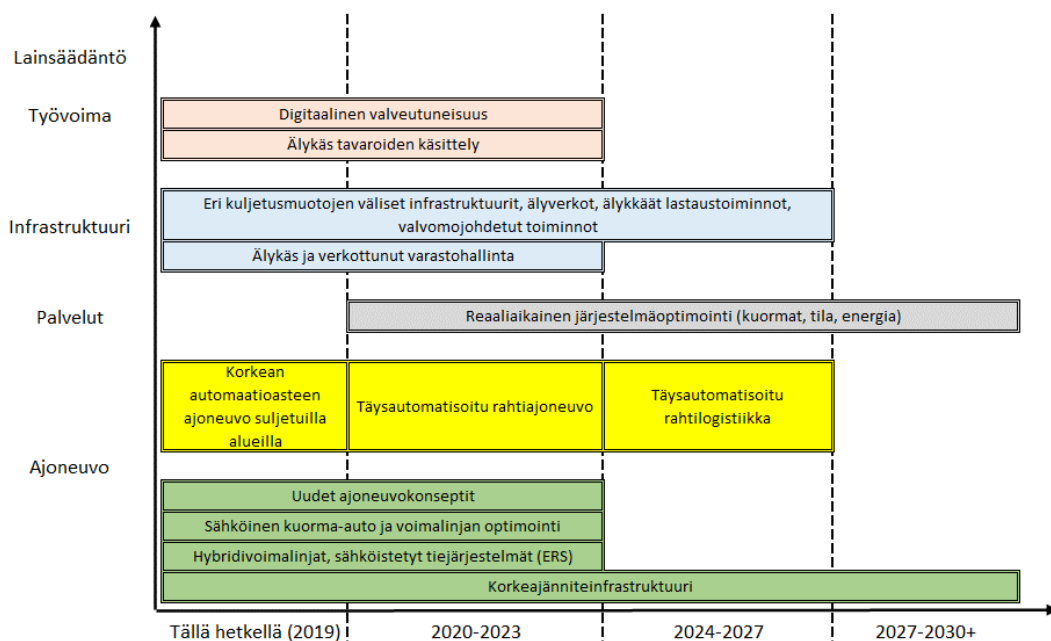 Lainsäädäntö
Työvoima
Digitaalinen valveutuneisuus
Älykäs tavaroiden käsittely
Infrastruktuuri
Eri kuljetusmuotojen väliset infrastruktuurit, älyverkot, älykkäät lastaustoiminnot,
valvomojohdetut toiminnot
Älykäs ja verkottunut varastohallinta
Palvelut
Reaaliaikainen järjestelmäoptimointi (kuormat, tila, energia)
Ajoneuvo
Korkean
automaatioasteen
ajoneuvo suljetuilla
alueilla
Täysautomatisoitu rahtiajoneuvo
Täysautomatisoitu
rahtilogistiikka
Uudet ajoneuvokonseptit
Sähköinen kuorma-auto ja voimalinjan optimointi
Hybridivoimalinjat, sähköistetyt tiejärjestelmät (ERS)
Korkeajänniteinfrastruktuuri
Tällä hetkellä (2019)
2020-2023
2024-2027
2027-2030+